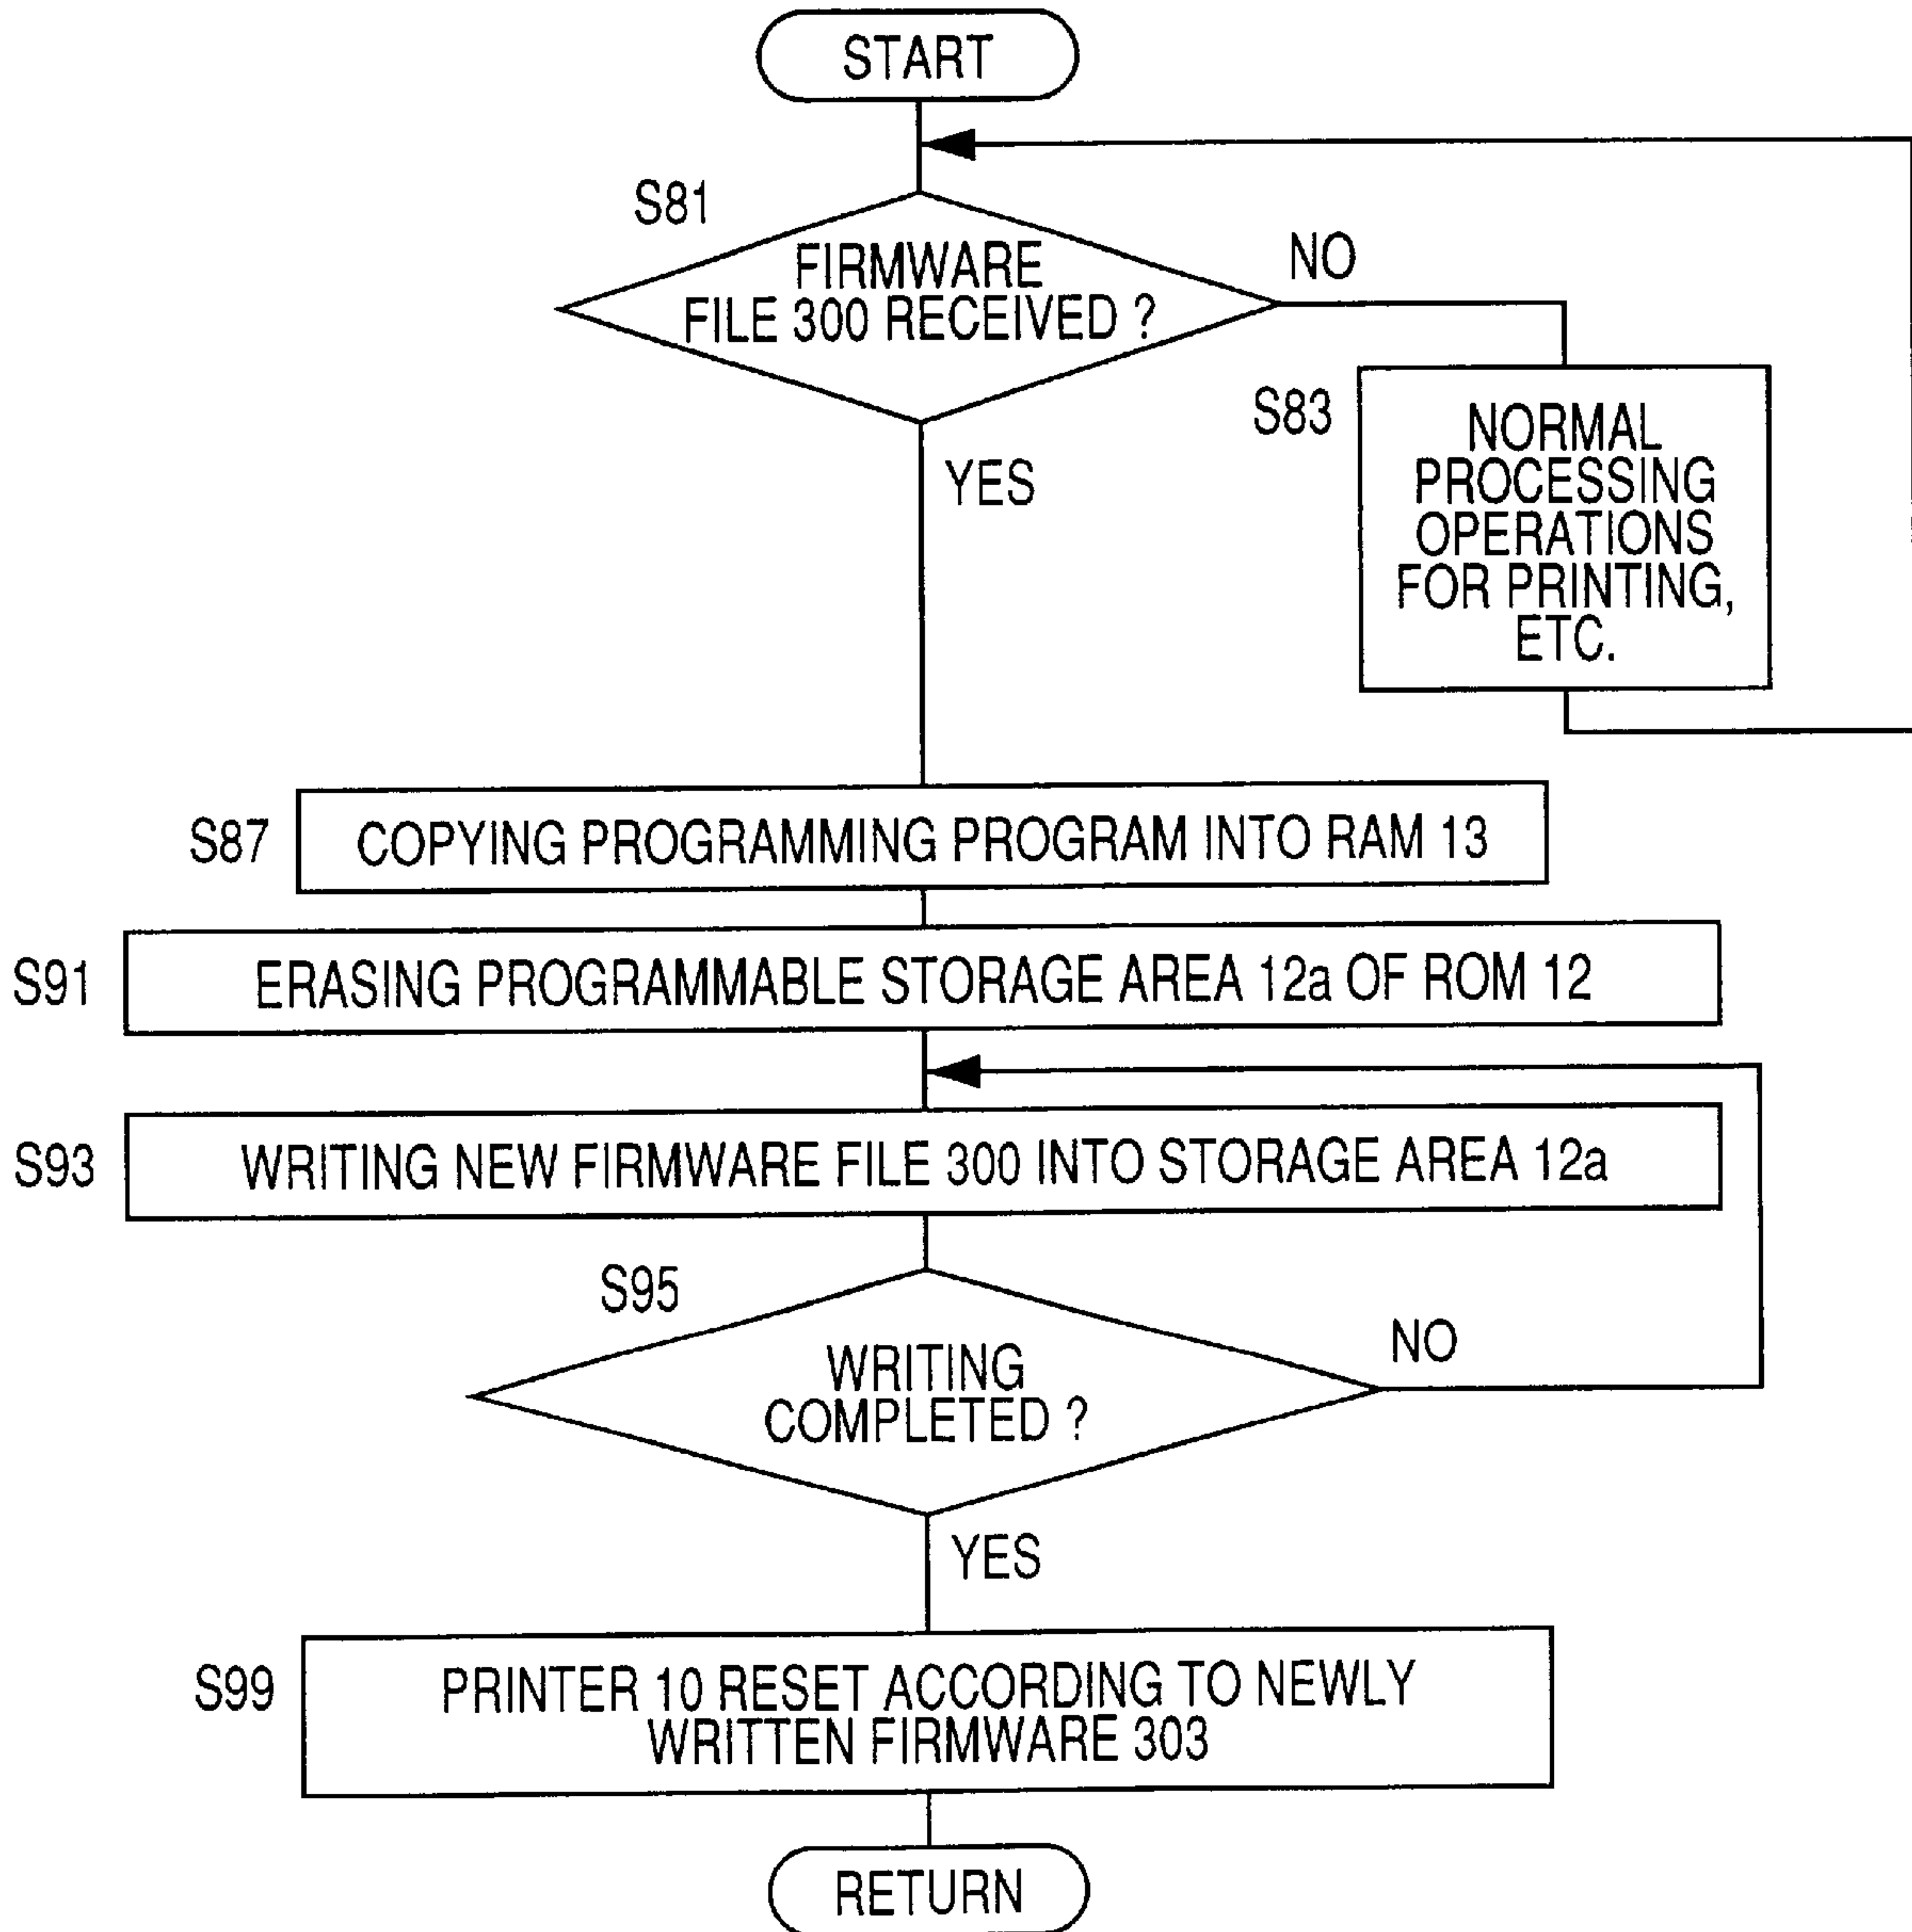 START
S81
FIRMWARE
FILE 300 RECEIVED ?
NO
YES
S83
NORMAL
PROCESSING
OPERATIONS
FOR PRINTING,
ETC.
S87
COPYING PROGRAMMING PROGRAM INTO RAM 13
S91
ERASING PROGRAMMABLE STORAGE AREA 12a OF ROM 12
S93
WRITING NEW FIRMWARE FILE 300 INTO STORAGE AREA 12a
S95
WRITING
COMPLETED ?
NO
YES
S99
PRINTER 10 RESET ACCORDING TO NEWLY
WRITTEN FIRMWARE 303
RETURN